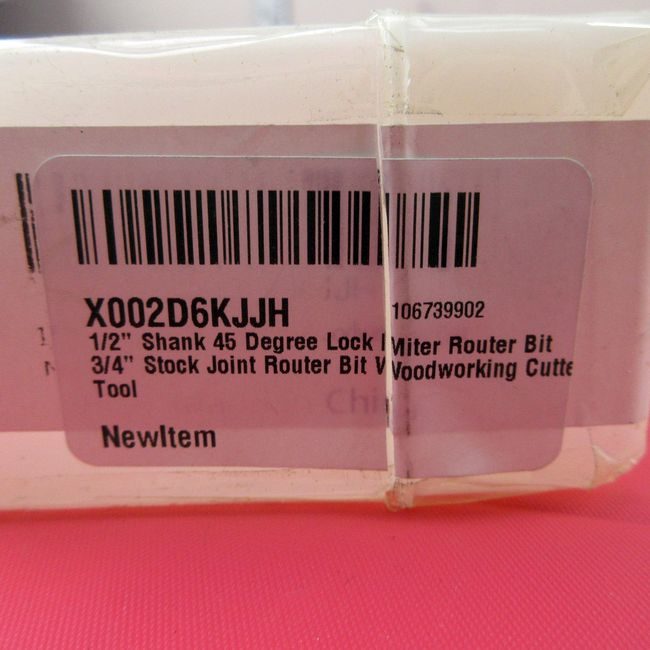 X002D6KJJH 106739902
1/2” Shank 45 Degree Lock Miter Router Bit
3/4” Stock Joint Router Bit Woodworking Cutte
Tool
NewItem